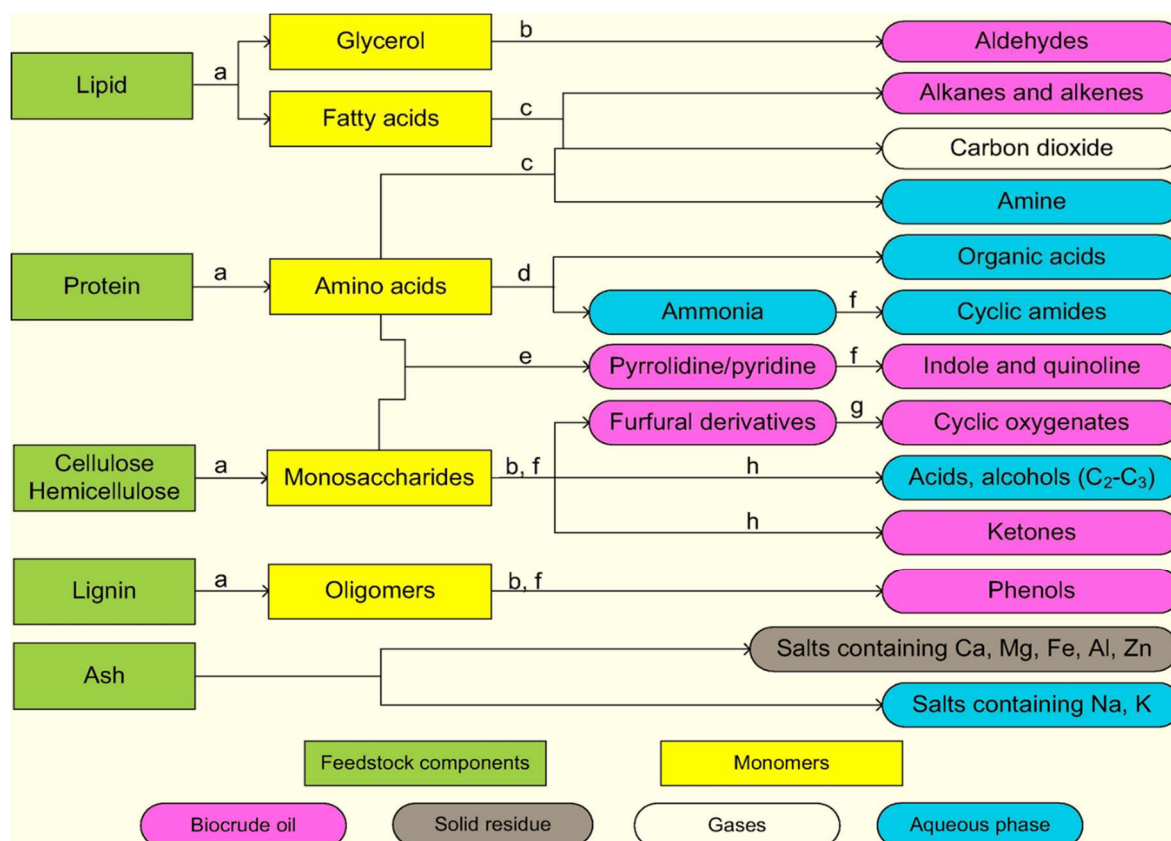 Glycerol
b
Aldehydes
Lipid
a
Fatty acids
c
Alkanes and alkenes
c
Carbon dioxide
Amine
Protein
a
Amino acids
d
Organic acids
Ammonia
f
Cyclic amides
e
Pyrrolidine/pyridine
f
Indole and quinoline
Furfural derivatives
g
Cyclic oxygenates
Cellulose
Hemicellulose
a
Monosaccharides
b, f
h
Acids, alcohols (C₂-C₃)
h
Ketones
Lignin
a
Oligomers
b, f
Phenols
Ash
Salts containing Ca, Mg, Fe, Al, Zn
Salts containing Na, K
Feedstock components
Monomers
Biocrude oil
Solid residue
Gases
Aqueous phase